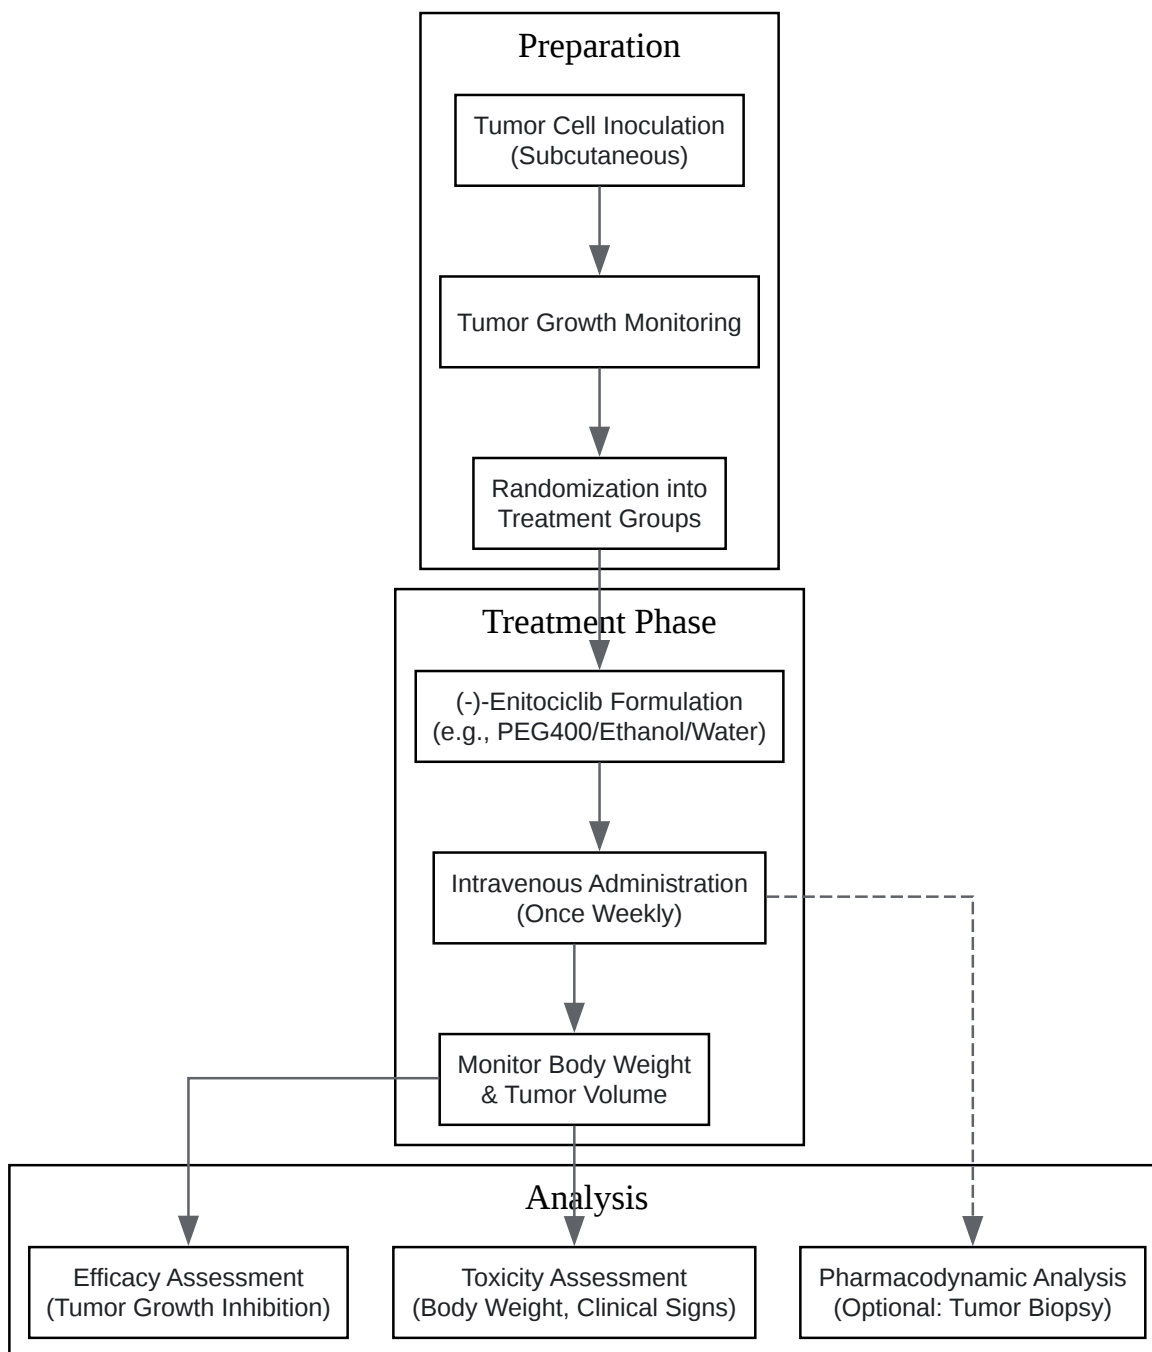 Preparation
Tumor Cell Inoculation
(Subcutaneous)
Tumor Growth Monitoring
Randomization into
Treatment Groups
Treatment Phase
(-)-Enitociclib Formulation
(e.g., PEG400/Ethanol/Water)
Intravenous Administration
(Once Weekly)
Monitor Body Weight
& Tumor Volume
Analysis
Efficacy Assessment
(Tumor Growth Inhibition)
Toxicity Assessment
(Body Weight, Clinical Signs)
Pharmacodynamic Analysis
(Optional: Tumor Biopsy)